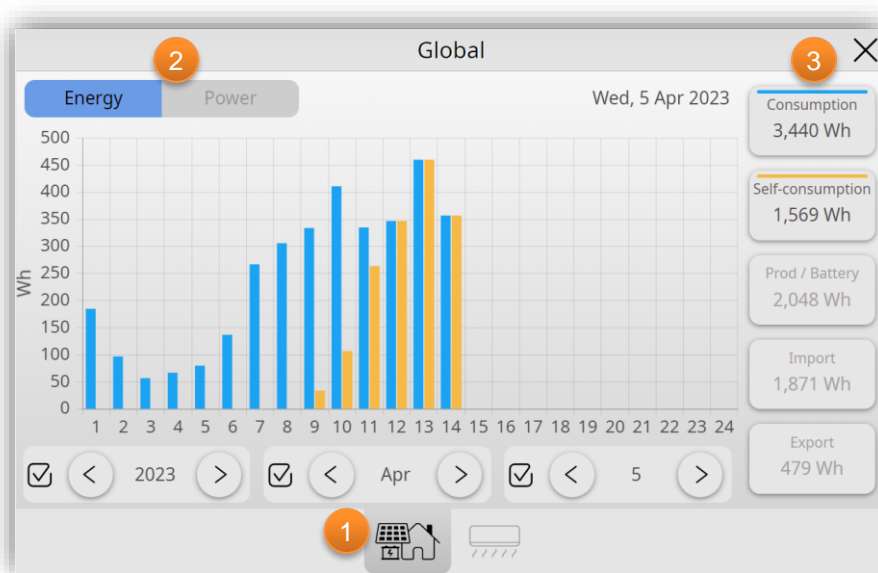 Global
2
3
Energy
Power
Wed, 5 Apr 2023
Consumption
3,440 Wh
Self-consumption
1,569 Wh
Prod / Battery
2,048 Wh
Import
1,871 Wh
Export
479 Wh
Wh
500
450
400
350
300
250
200
150
100
50
0
1 2 3 4 5 6 7 8 9 10 11 12 13 14 15 16 17 18 19 20 21 22 23 24
< 2023 > < Apr > < 5 >
1